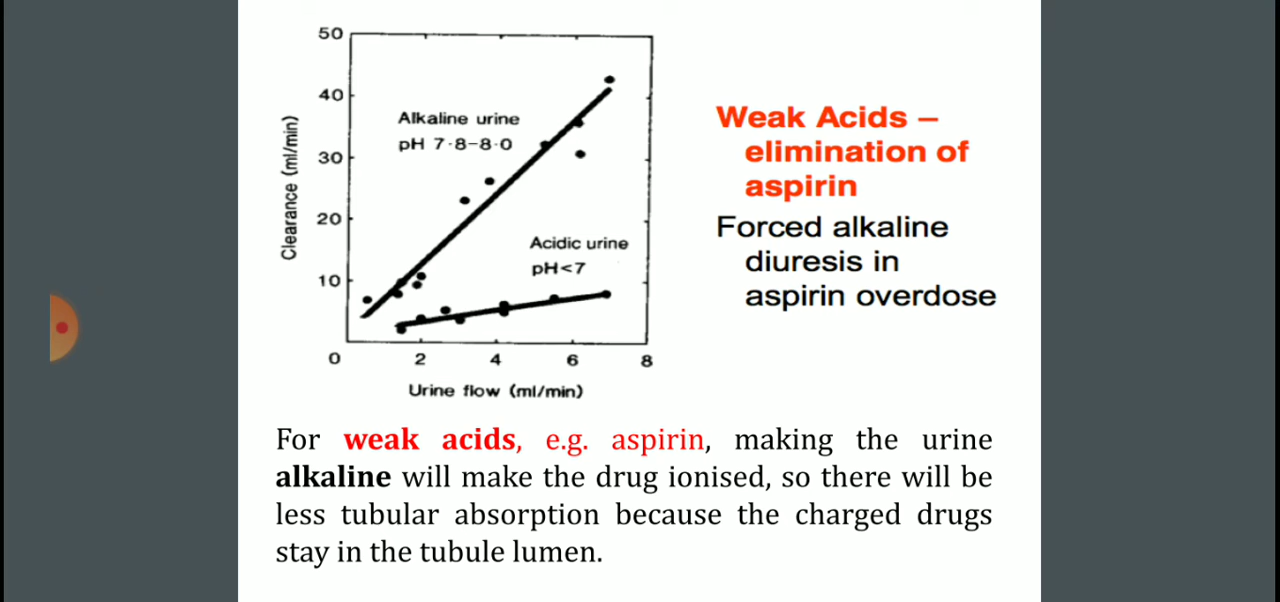 50
40
30
20
10
0
2
4
6
8
Clearance (ml/min)
Urine flow (ml/min)
Alkaline urine
pH 7·8–8·0
Acidic urine
pH<7
Weak Acids –
elimination of
aspirin
Forced alkaline
diuresis in
aspirin overdose
For weak acids, e.g. aspirin, making the urine
alkaline will make the drug ionised, so there will be
less tubular absorption because the charged drugs
stay in the tubule lumen.